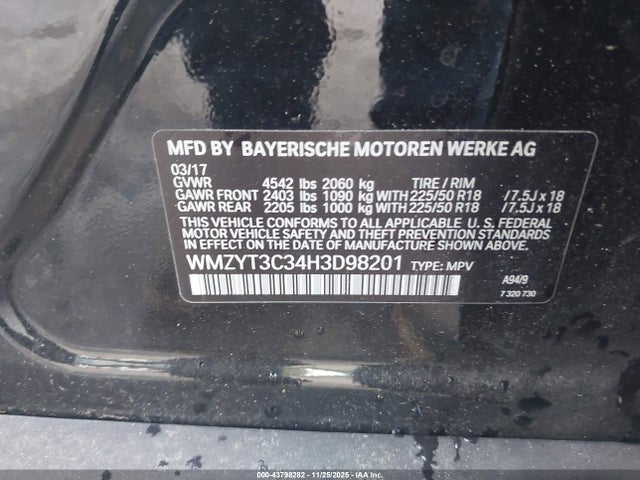 MFD BY BAYERISCHE MOTOREN WERKE AG
03/17
GVWR 4542 lbs 2060 kg TIRE / RIM
GAWR FRONT 2403 lbs 1090 kg WITH 225/50 R18 / 7.5J x 18
GAWR REAR 2205 lbs 1000 kg WITH 225/50 R18 / 7.5J x 18
THIS VEHICLE CONFORMS TO ALL APPLICABLE U. S. FEDERAL
MOTOR VEHICLE SAFETY AND THEFT PREVENTION STANDARDS
IN EFFECT ON THE DATE OF MANUFACTURE SHOWN ABOVE.
WMZYT3C34H3D98201 TYPE: MPV
A94/9
7 320 730
000-43798282 - 11/25/2025 - IAA Inc.